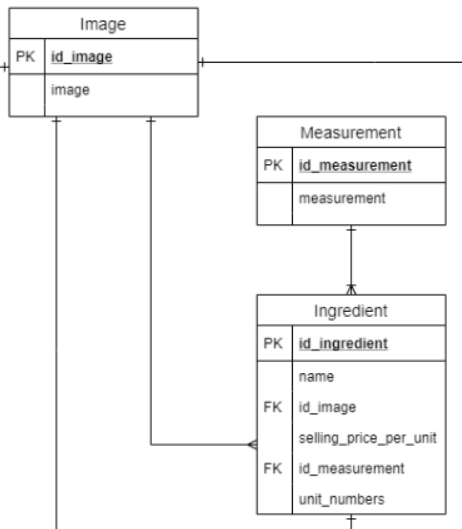 Image
PK id_image
image
Measurement
PK id_measurement
measurement
Ingredient
PK id_ingredient
name
FK id_image
selling_price_per_unit
FK id_measurement
unit_numbers